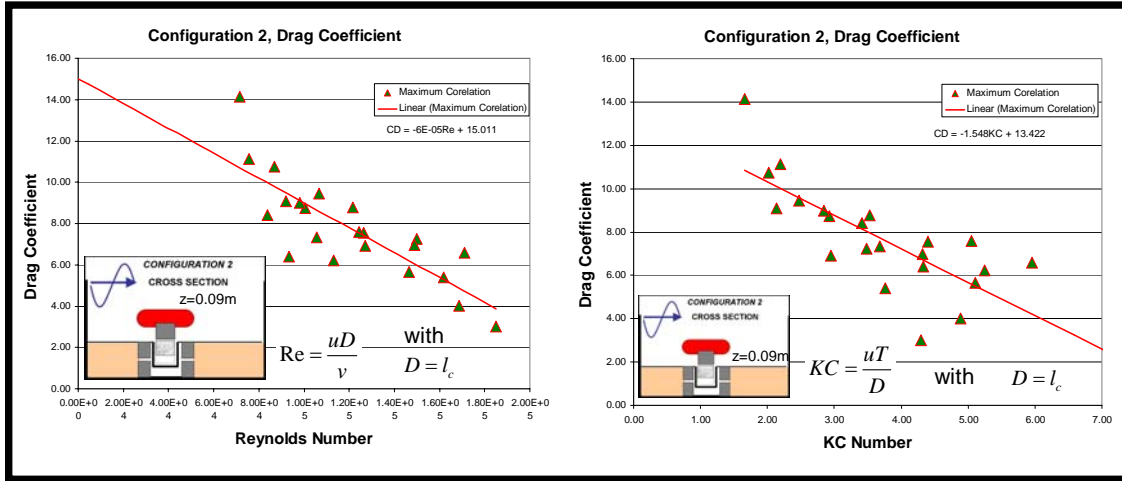 Configuration 2, Drag Coefficient
16.00
14.00
12.00
10.00
8.00
6.00
4.00
2.00
0.00
Drag Coefficient
Maximum Corelation
Linear (Maximum Corelation)
CD = -6E-05Re + 15.011
CONFIGURATION 2
CROSS SECTION
z=0.09m
Re = uD / v with D = l_c
0.00E+0 2.00E+0 4.00E+0 6.00E+0 8.00E+0 1.00E+0 1.20E+0 1.40E+0 1.60E+0 1.80E+0 2.00E+0
0 4 4 4 4 5 5 5 5 5 5
Reynolds Number
Configuration 2, Drag Coefficient
16.00
14.00
12.00
10.00
8.00
6.00
4.00
2.00
0.00
Drag Coefficient
Maximum Corelation
Linear (Maximum Corelation)
CD = -1.548KC + 13.422
CONFIGURATION 2
CROSS SECTION
z=0.09m
KC = uT / D with D = l_c
0.00 1.00 2.00 3.00 4.00 5.00 6.00 7.00
KC Number